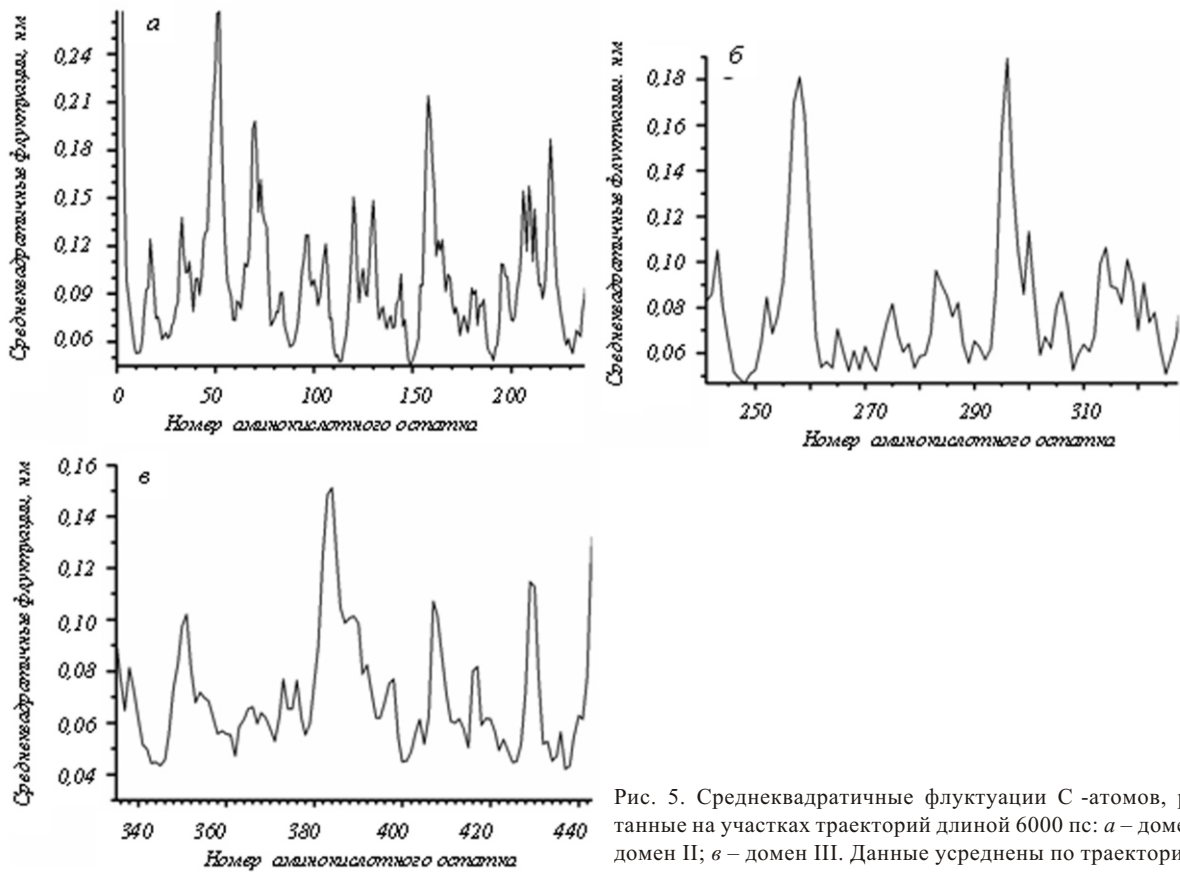 а
Среднеквадратичные флуктуации, нм
0,24
0,21
0,18
0,15
0,12
0,09
0,06
0 50 100 150 200
Номер аминокислотного остатка
б
Среднеквадратичные флуктуации, нм
0,18
0,16
0,14
0,12
0,10
0,08
0,06
250 270 290 310
Номер аминокислотного остатка
в
Среднеквадратичные флуктуации, нм
0,16
0,14
0,12
0,10
0,08
0,06
0,04
340 360 380 400 420 440
Номер аминокислотного остатка
Рис. 5. Среднеквадратичные флуктуации С -атомов, р
танные на участках траекторий длиной 6000 пс: а – доме
домен II; в – домен III. Данные усреднены по траектори